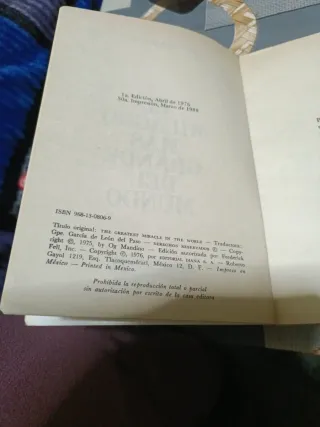 1a. Edición, Abril de 1976
30a. Impresión, Marzo de 1988
ISBN 968-13-0806-9
Título original: THE GREATEST MIRACLE IN THE WORLD — Traducción:
Gpe. García de León del Paso — DERECHOS RESERVADOS © — Copy-
right ©, 1975, by Og Mandino — Edición autorizada por Frederick
Fell, Inc. — Copyright ©, 1976, por EDITORIAL DIANA S. A. — Roberto
Gayol 1219, Esq. Tlacoquemécatl, México 12, D. F. — Impreso en
México — Printed in Mexico.
Prohibida la reproducción total o parcial
sin autorización por escrito de la casa editora